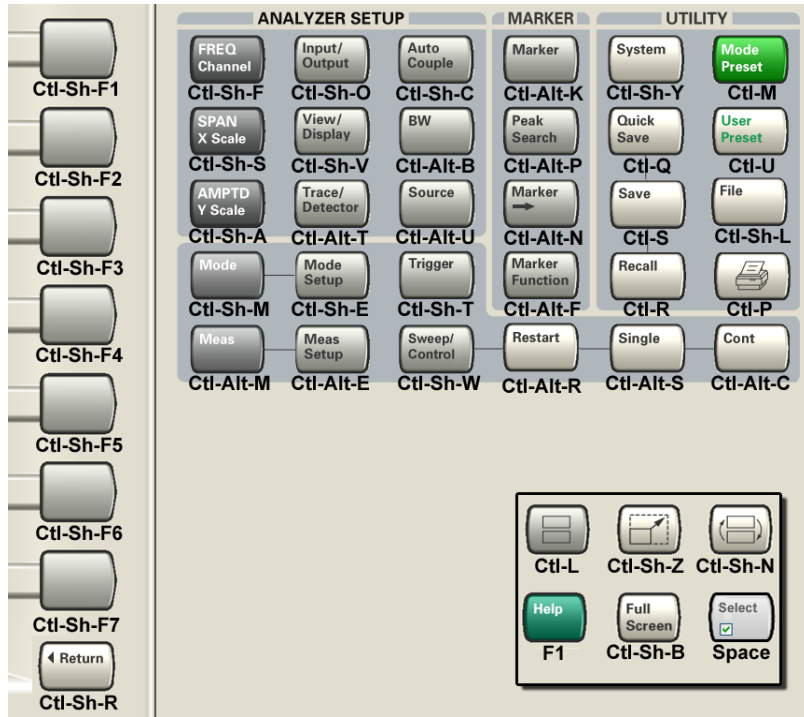 ANALYZER SETUP MARKER UTILITY
FREQ Channel
Input/ Output
Auto Couple
Marker
System
Mode Preset
Ctl-Sh-F1
Ctl-Sh-F Ctl-Sh-O Ctl-Sh-C Ctl-Alt-K Ctl-Sh-Y Ctl-M
SPAN X Scale
View/ Display
BW
Peak Search
Quick Save
User Preset
Ctl-Sh-F2
Ctl-Sh-S Ctl-Sh-V Ctl-Alt-B Ctl-Alt-P Ctl-Q Ctl-U
AMPTD Y Scale
Trace/ Detector
Source
Marker
Save
File
Ctl-Sh-F3
Ctl-Sh-A Ctl-Alt-T Ctl-Alt-U Ctl-Alt-N Ctl-S Ctl-Sh-L
Mode
Mode Setup
Trigger
Marker Function
Recall
Ctl-Sh-M Ctl-Sh-E Ctl-Sh-T Ctl-Alt-F Ctl-R Ctl-P
Ctl-Sh-F4
Meas
Meas Setup
Sweep/ Control
Restart
Single
Cont
Ctl-Alt-M Ctl-Alt-E Ctl-Sh-W Ctl-Alt-R Ctl-Alt-S Ctl-Alt-C
Ctl-Sh-F5
Ctl-Sh-F6
Ctl-Sh-F7
Return
Ctl-Sh-R
Ctl-L Ctl-Sh-Z Ctl-Sh-N
Help
Full Screen
Select
F1 Ctl-Sh-B Space